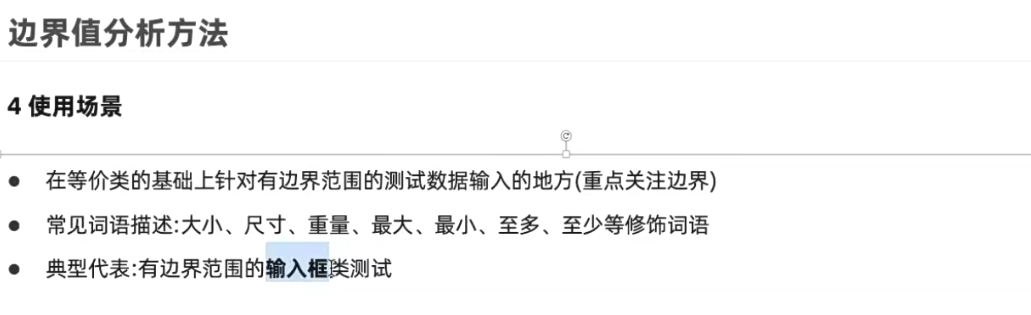 边界值分析方法
4 使用场景
● 在等价类的基础上针对有边界范围的测试数据输入的地方(重点关注边界)
● 常见词语描述:大小、尺寸、重量、最大、最小、至多、至少等修饰词语
● 典型代表:有边界范围的输入框类测试